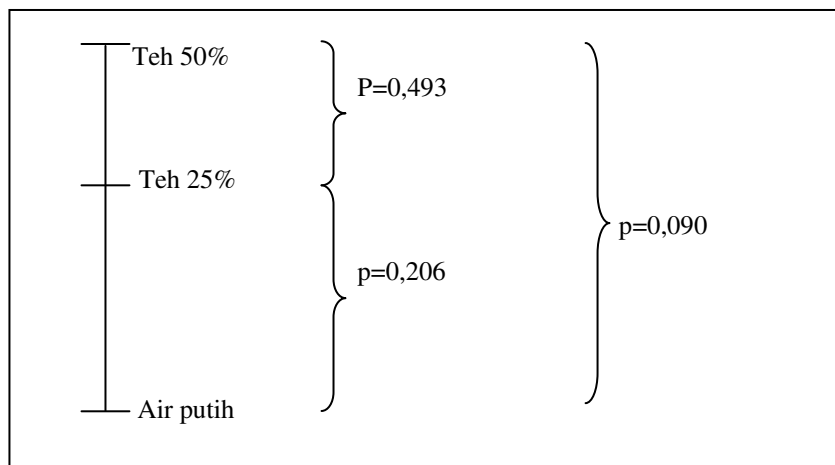 Teh 50%
P=0,493
Teh 25%
p=0,090
p=0,206
Air putih